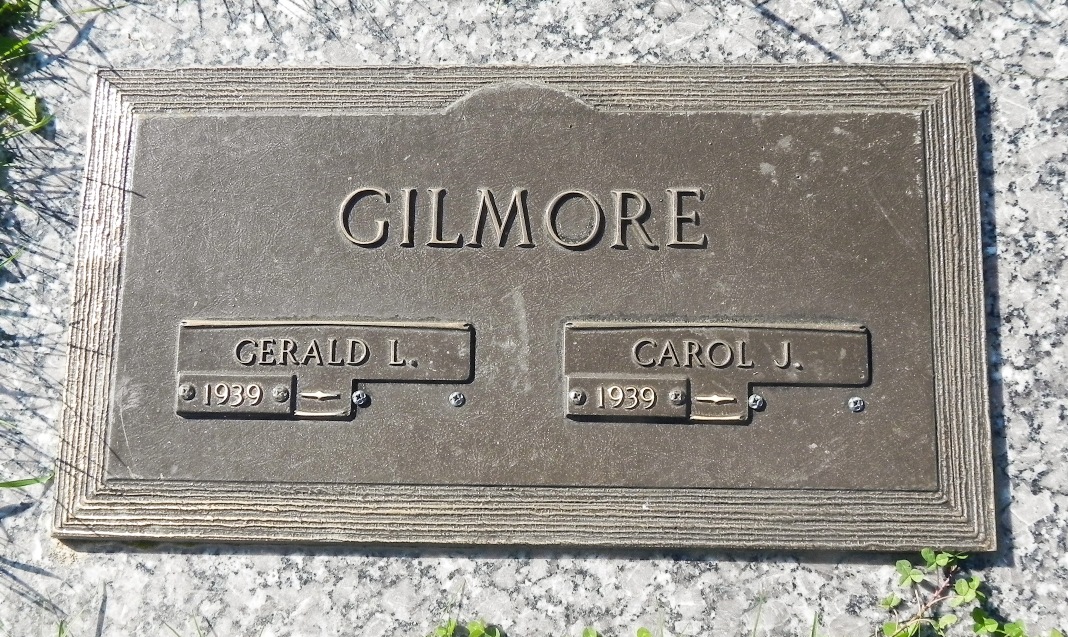 GILMORE
GERALD L.
1939 –
CAROL J.
1939 –